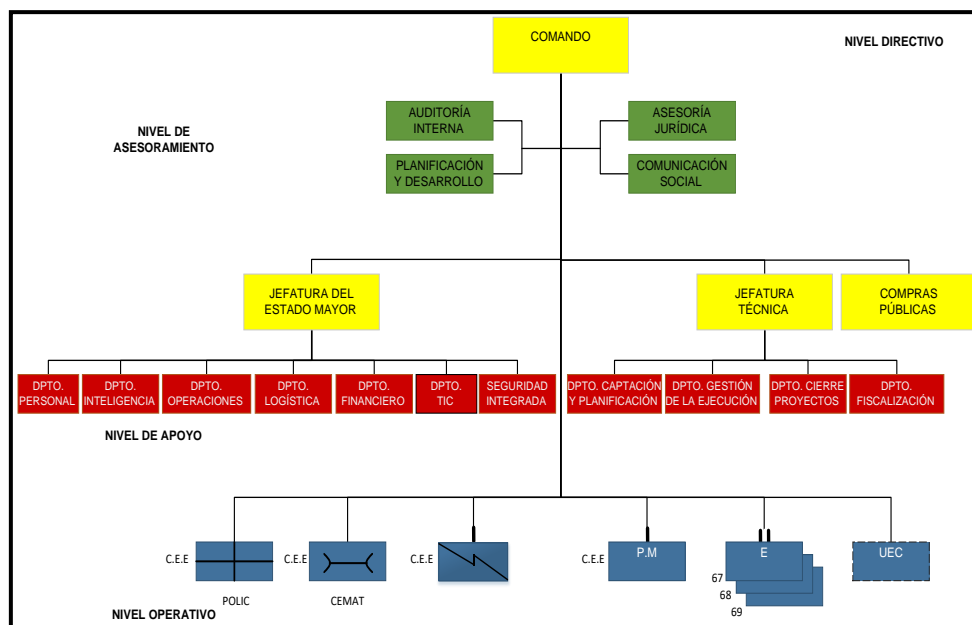 COMANDO
NIVEL DIRECTIVO
AUDITORÍA
INTERNA
ASESORÍA
JURÍDICA
NIVEL DE
ASESORAMIENTO
PLANIFICACIÓN
Y DESARROLLO
COMUNICACIÓN
SOCIAL
JEFATURA DEL
ESTADO MAYOR
JEFATURA
TÉCNICA
COMPRAS
PÚBLICAS
DPTO.
PERSONAL
DPTO.
INTELIGENCIA
DPTO.
OPERACIONES
DPTO.
LOGÍSTICA
DPTO.
FINANCIERO
DPTO.
TIC
SEGURIDAD
INTEGRADA
DPTO. CAPTACIÓN
Y PLANIFICACIÓN
DPTO. GESTIÓN
DE LA EJECUCIÓN
DPTO. CIERRE
PROYECTOS
DPTO.
FISCALIZACIÓN
NIVEL DE APOYO
C.E.E
POLIC
C.E.E
CEMAT
C.E.E
C.E.E
P.M
E
67
68
69
UEC
NIVEL OPERATIVO